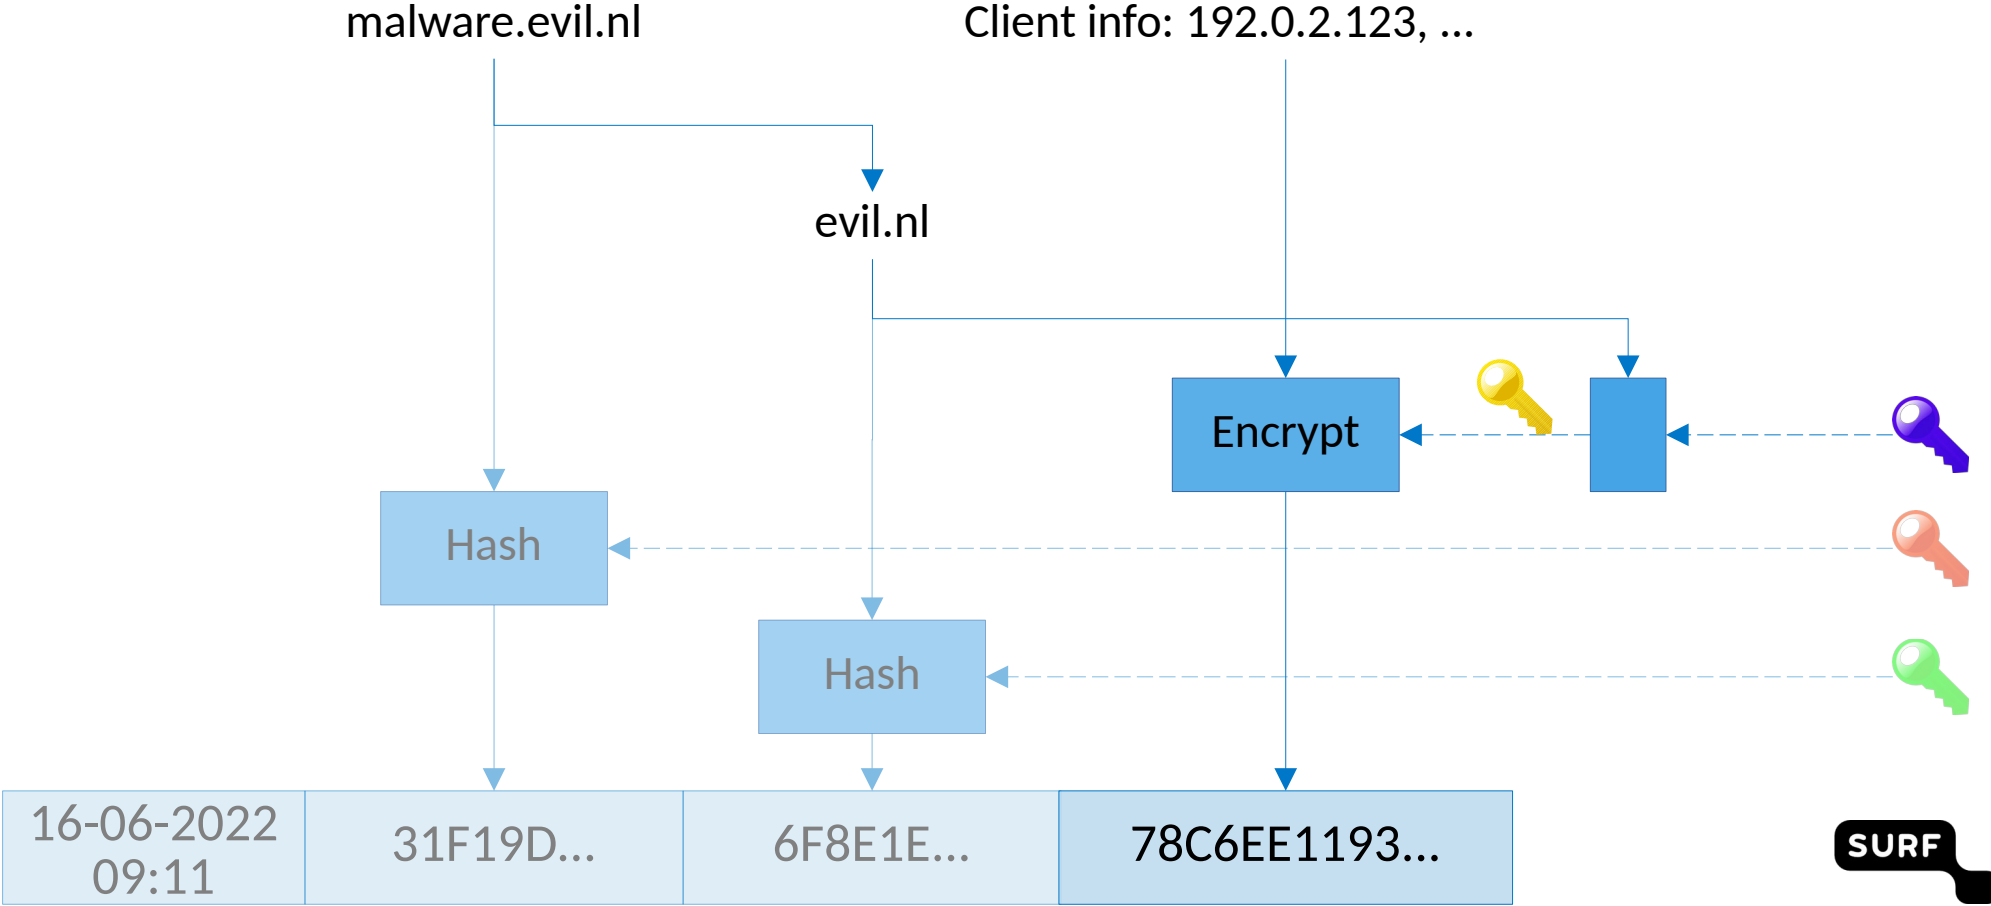 malware.evil.nl
Client info: 192.0.2.123, ...
evil.nl
Encrypt
Hash
Hash
16-06-2022
09:11
31F19D...
6F8E1E...
78C6EE1193...
SURF